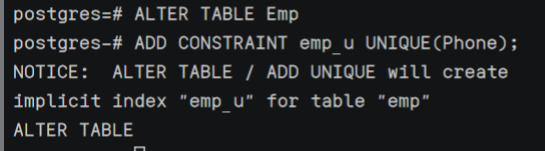 postgres=# ALTER TABLE Emp
postgres-# ADD CONSTRAINT emp_u UNIQUE(Phone);
NOTICE:  ALTER TABLE / ADD UNIQUE will create
implicit index "emp_u" for table "emp"
ALTER TABLE